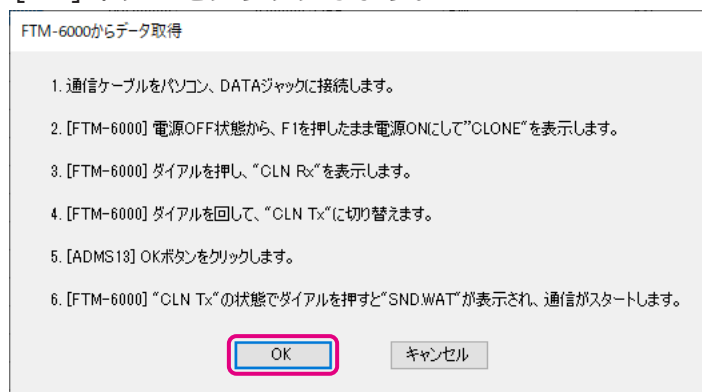 FTM-6000からデータ取得
1. 通信ケーブルをパソコン、DATAジャックに接続します。
2. [FTM-6000] 電源OFF状態から、F1を押したまま電源ONにして"CLONE"を表示します。
3. [FTM-6000] ダイアルを押し、"CLN Rx"を表示します。
4. [FTM-6000] ダイアルを回して、"CLN Tx"に切り替えます。
5. [ADMS13] OKボタンをクリックします。
6. [FTM-6000] "CLN Tx"の状態でダイアルを押すと"SND.WAT"が表示され、通信がスタートします。
OK キャンセル